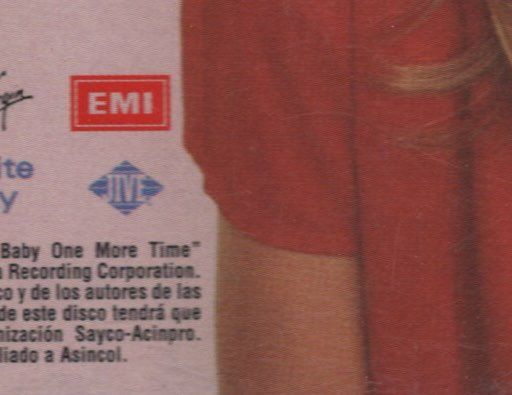 EMI
ite
JIVE
y
Baby One More Time"
Recording Corporation.
co y de los autores de las
de este disco tendrá que
nización Sayco-Acinpro.
liado a Asincol.